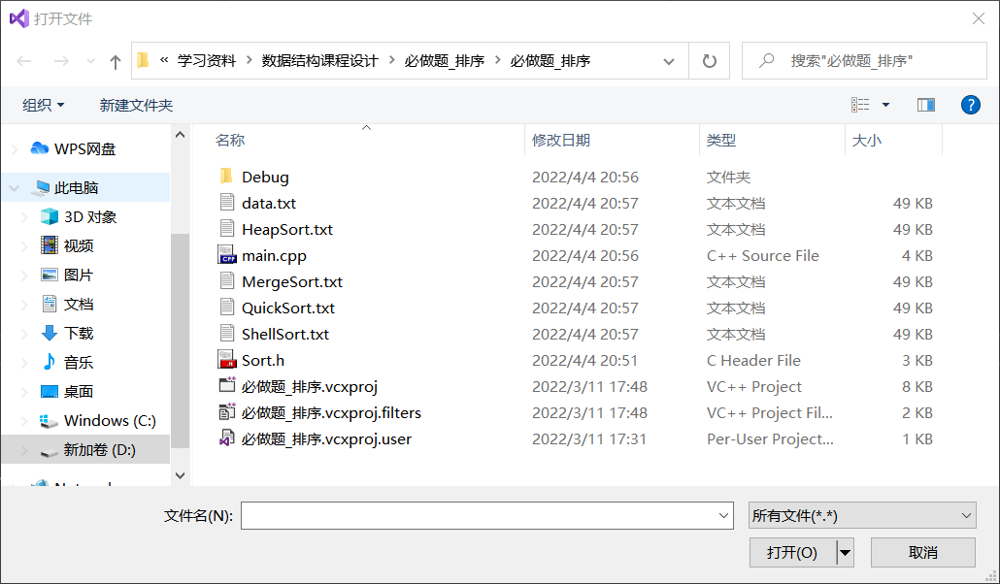 打开文件
« 学习资料 › 数据结构课程设计 › 必做题_排序 › 必做题_排序
搜索"必做题_排序"
组织 新建文件夹
名称 修改日期 类型 大小
WPS网盘
此电脑
3D 对象
视频
图片
文档
下载
音乐
桌面
Windows (C:)
新加卷 (D:)
Debug 2022/4/4 20:56 文件夹
data.txt 2022/4/4 20:57 文本文档 49 KB
HeapSort.txt 2022/4/4 20:57 文本文档 49 KB
main.cpp 2022/4/4 20:56 C++ Source File 4 KB
MergeSort.txt 2022/4/4 20:57 文本文档 49 KB
QuickSort.txt 2022/4/4 20:57 文本文档 49 KB
ShellSort.txt 2022/4/4 20:57 文本文档 49 KB
Sort.h 2022/4/4 20:51 C Header File 3 KB
必做题_排序.vcxproj 2022/3/11 17:48 VC++ Project 8 KB
必做题_排序.vcxproj.filters 2022/3/11 17:48 VC++ Project Fil... 2 KB
必做题_排序.vcxproj.user 2022/3/11 17:31 Per-User Project... 1 KB
文件名(N):
所有文件(*.*)
打开(O) 取消